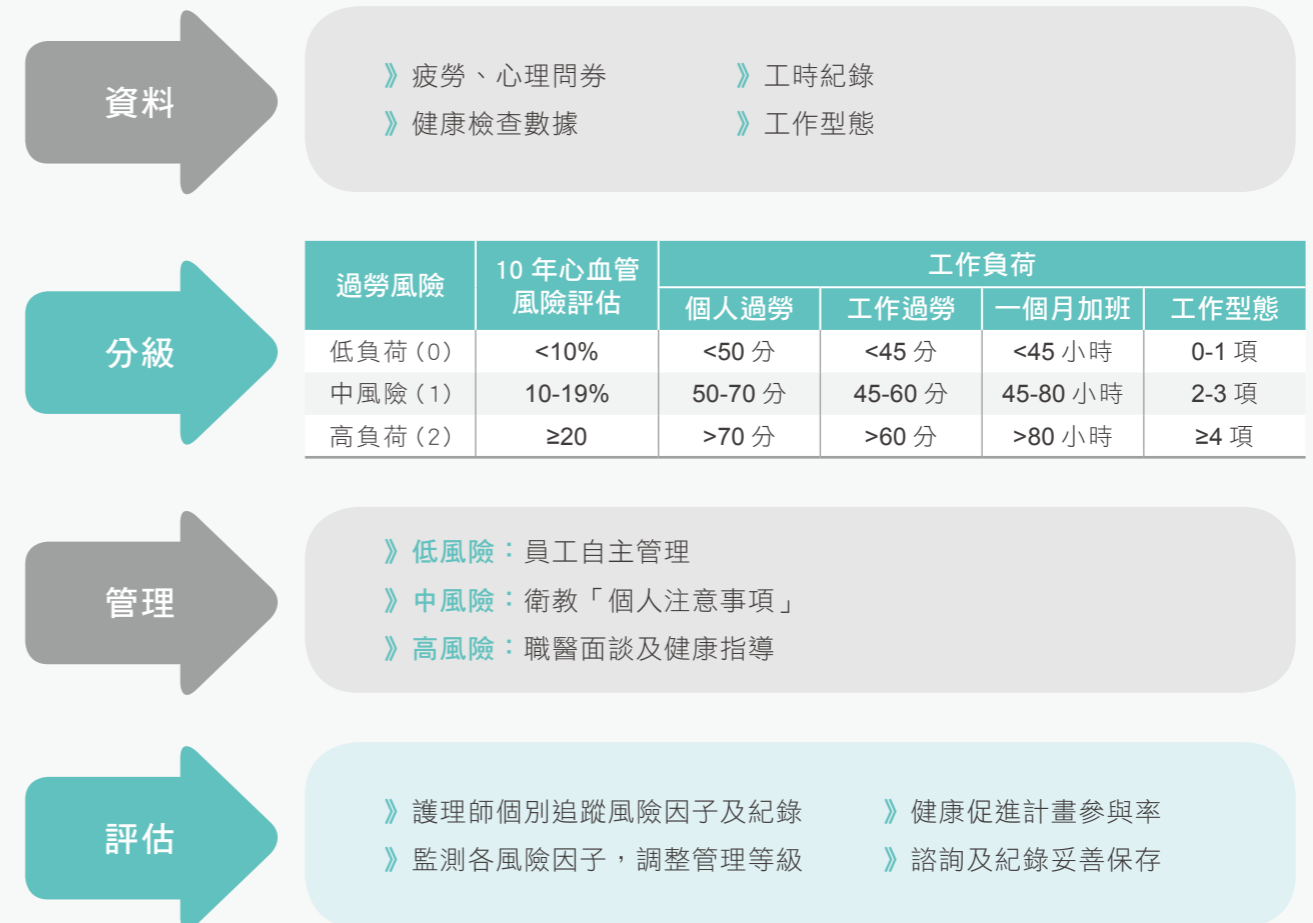 資料
》疲勞、心理問券 》工時紀錄
》健康檢查數據 》工作型態
分級
過勞風險 10 年心血管風險評估 工作負荷
個人過勞 工作過勞 一個月加班 工作型態
低負荷(0) <10% <50 分 <45 分 <45 小時 0-1 項
中風險(1) 10-19% 50-70 分 45-60 分 45-80 小時 2-3 項
高負荷(2) ≥20 >70 分 >60 分 >80 小時 ≥4 項
管理
》低風險：員工自主管理
》中風險：衛教「個人注意事項」
》高風險：職醫面談及健康指導
評估
》護理師個別追蹤風險因子及紀錄 》健康促進計畫參與率
》監測各風險因子，調整管理等級 》諮詢及紀錄妥善保存